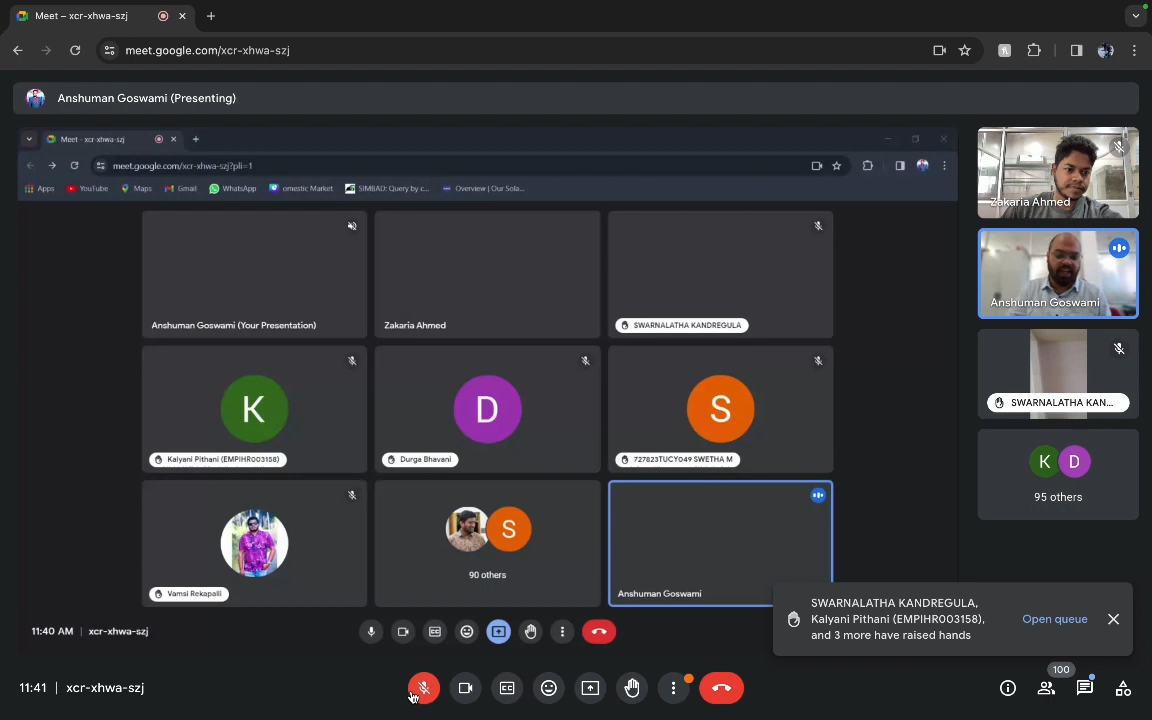 Meet – xcr-xhwa-szj
meet.google.com/xcr-xhwa-szj
Anshuman Goswami (Presenting)
Meet – xcr-xhwa-szj
meet.google.com/xcr-xhwa-szj?pli=1
Apps YouTube Maps Gmail WhatsApp omestic Market SIMBAD: Query by c... Overview | Our Sola...
Anshuman Goswami (Your Presentation)
Zakaria Ahmed
SWARNALATHA KANDREGULA
K
Kalyani Pithani (EMPIHR003158)
D
Durga Bhavani
S
727823TUCY049 SWETHA M
Vamsi Rekapalli
S
90 others
Anshuman Goswami
11:40 AM | xcr-xhwa-szj
Zakaria Ahmed
Anshuman Goswami
SWARNALATHA KAN...
K D
95 others
SWARNALATHA KANDREGULA,
Kalyani Pithani (EMPIHR003158),
and 3 more have raised hands
Open queue
11:41 | xcr-xhwa-szj
100